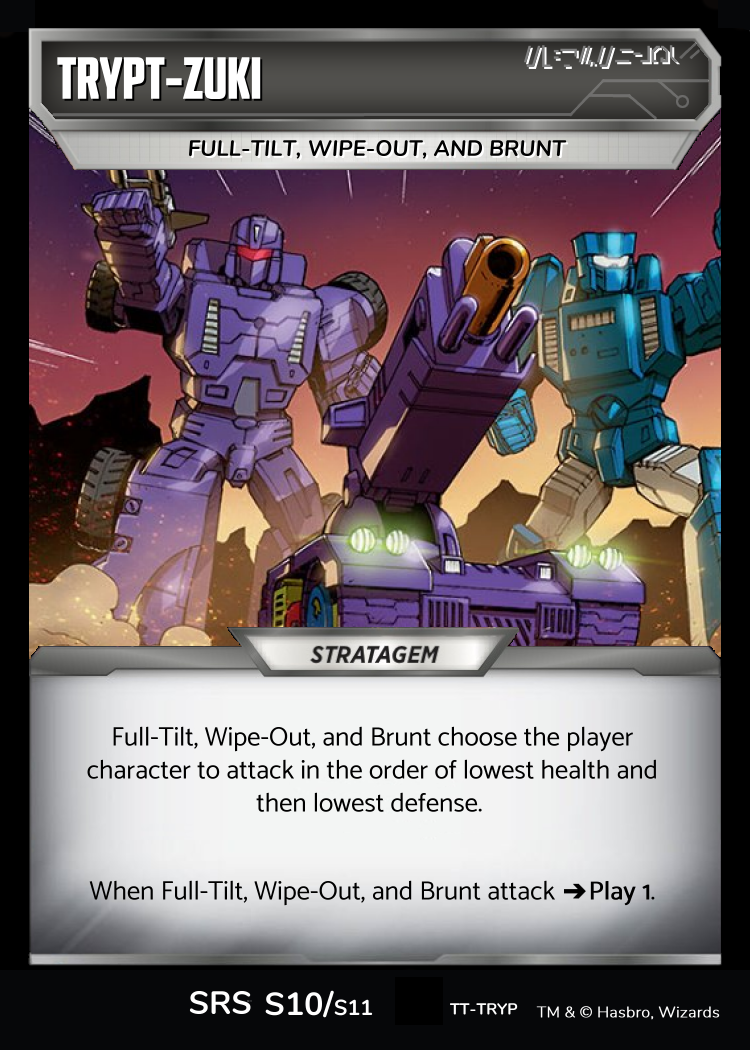 TRYPT-ZUKI
FULL-TILT, WIPE-OUT, AND BRUNT
STRATAGEM
Full-Tilt, Wipe-Out, and Brunt choose the player
character to attack in the order of lowest health and
then lowest defense.
When Full-Tilt, Wipe-Out, and Brunt attack ➔Play 1.
SRS S10/S11 TT-TRYP TM & © Hasbro, Wizards